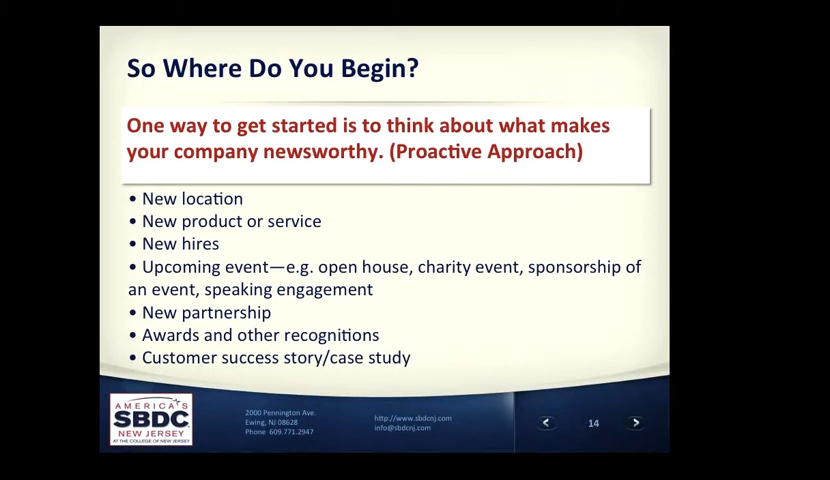 So Where Do You Begin?
One way to get started is to think about what makes
your company newsworthy. (Proactive Approach)
• New location
• New product or service
• New hires
• Upcoming event—e.g. open house, charity event, sponsorship of
an event, speaking engagement
• New partnership
• Awards and other recognitions
• Customer success story/case study
AMERICA'S
SBDC
NEW JERSEY
AT THE COLLEGE OF NEW JERSEY
2000 Pennington Ave.
Ewing, NJ 08628
Phone 609.771.2947
http://www.sbdcnj.com
info@sbdcnj.com
14